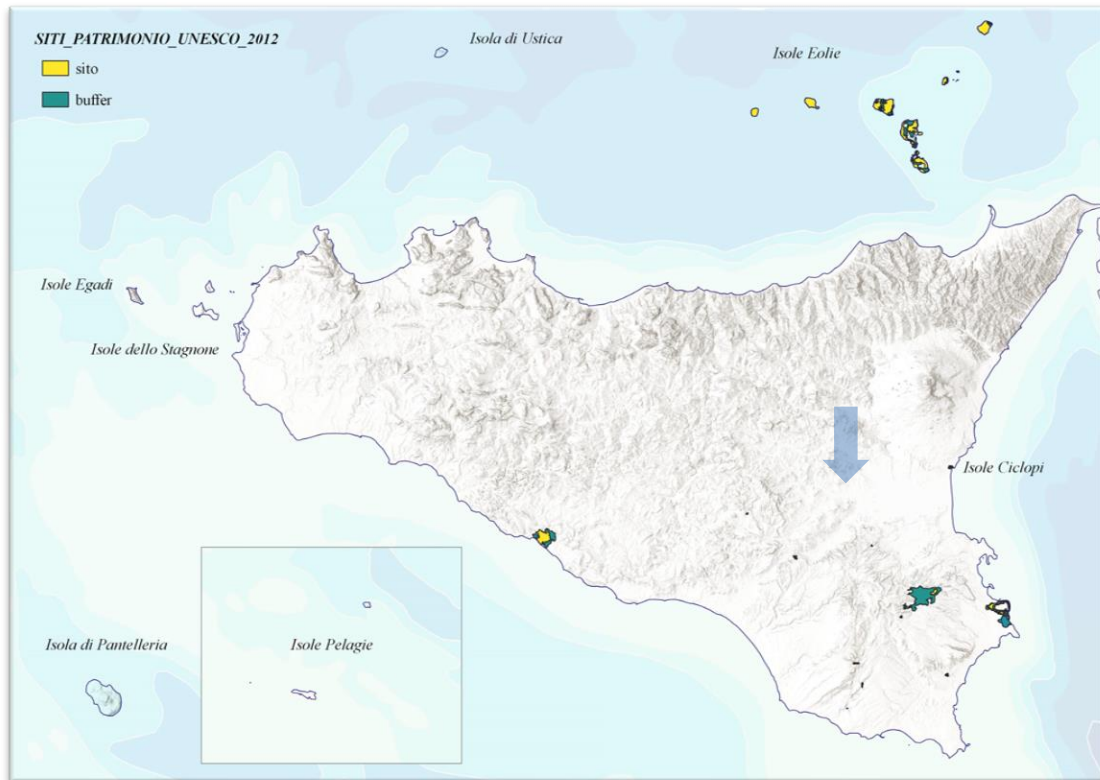 SITI_PATRIMONIO_UNESCO_2012
sito
buffer
Isola di Ustica
Isole Eolie
Isole Egadi
Isole dello Stagnone
Isole Ciclopi
Isola di Pantelleria
Isole Pelagie